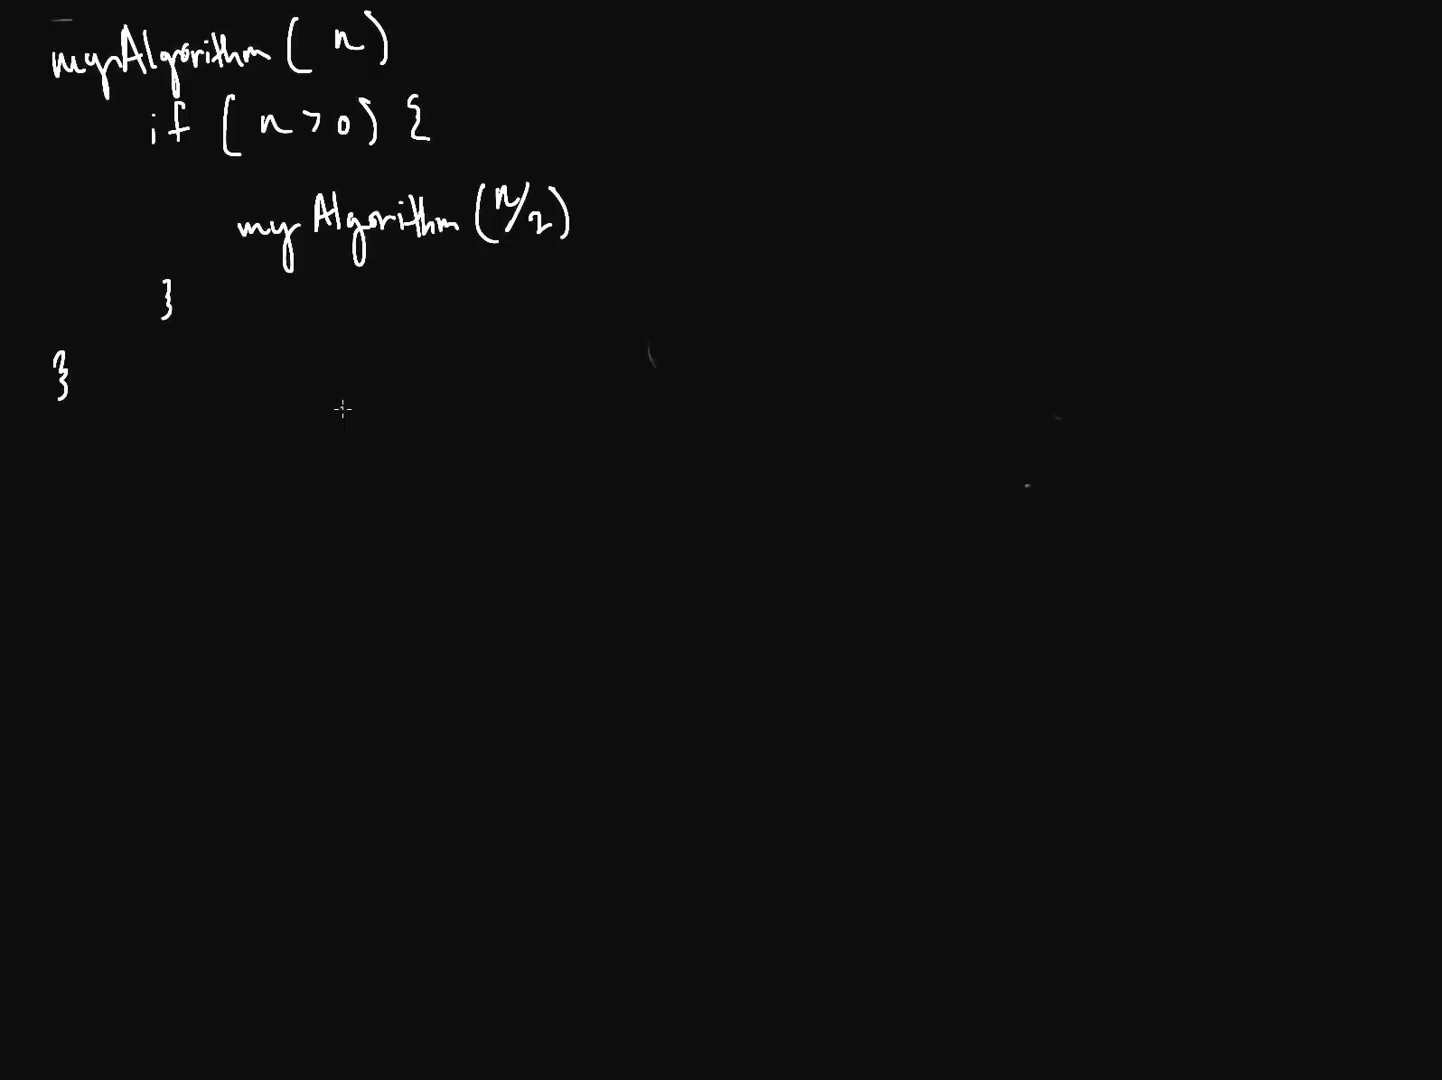 myAlgorithm( n)
if (n>0) {
myAlgorithm(n/2)
}
}